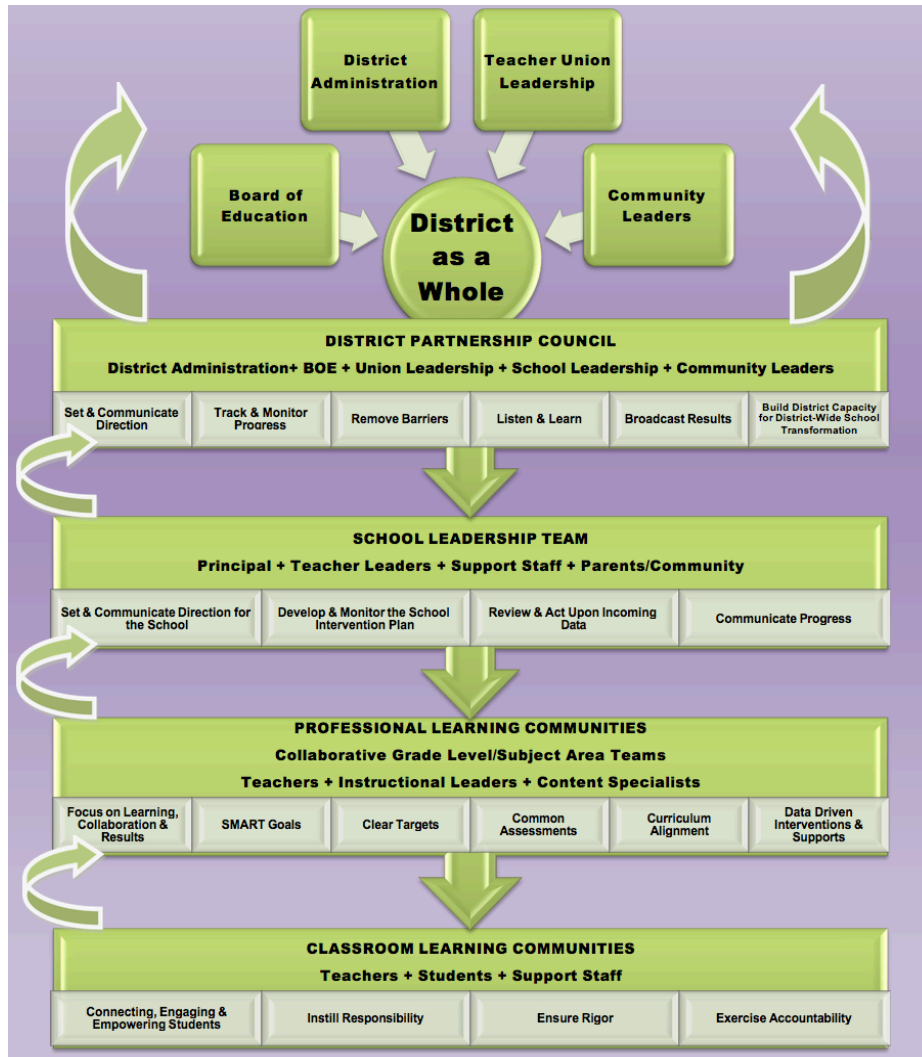 District
Administration
Teacher Union
Leadership
Board of
Education
Community
Leaders
District
as a
Whole
DISTRICT PARTNERSHIP COUNCIL
District Administration+ BOE + Union Leadership + School Leadership + Community Leaders
Set & Communicate
Direction
Track & Monitor
Progress
Remove Barriers
Listen & Learn
Broadcast Results
Build District Capacity
for District-Wide School
Transformation
SCHOOL LEADERSHIP TEAM
Principal + Teacher Leaders + Support Staff + Parents/Community
Set & Communicate Direction for
the School
Develop & Monitor the School
Intervention Plan
Review & Act Upon Incoming
Data
Communicate Progress
PROFESSIONAL LEARNING COMMUNITIES
Collaborative Grade Level/Subject Area Teams
Teachers + Instructional Leaders + Content Specialists
Focus on Learning,
Collaboration &
Results
SMART Goals
Clear Targets
Common
Assessments
Curriculum
Alignment
Data Driven
Interventions &
Supports
CLASSROOM LEARNING COMMUNITIES
Teachers + Students + Support Staff
Connecting, Engaging &
Empowering Students
Instill Responsibility
Ensure Rigor
Exercise Accountability